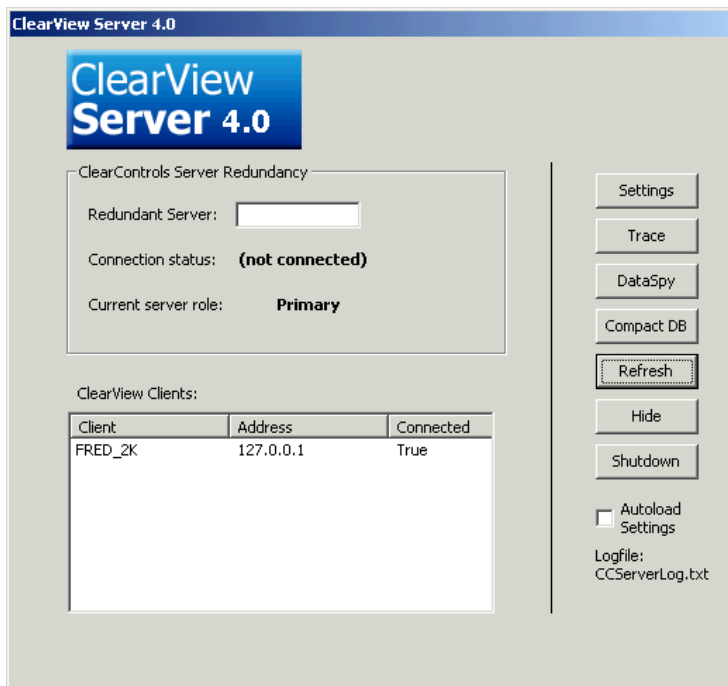 ClearView Server 4.0
ClearView
Server 4.0
ClearControls Server Redundancy
Redundant Server:
Connection status: (not connected)
Current server role: Primary
ClearView Clients:
Client Address Connected
FRED_2K 127.0.0.1 True
Settings
Trace
DataSpy
Compact DB
Refresh
Hide
Shutdown
Autoload
Settings
Logfile:
CCServerLog.txt